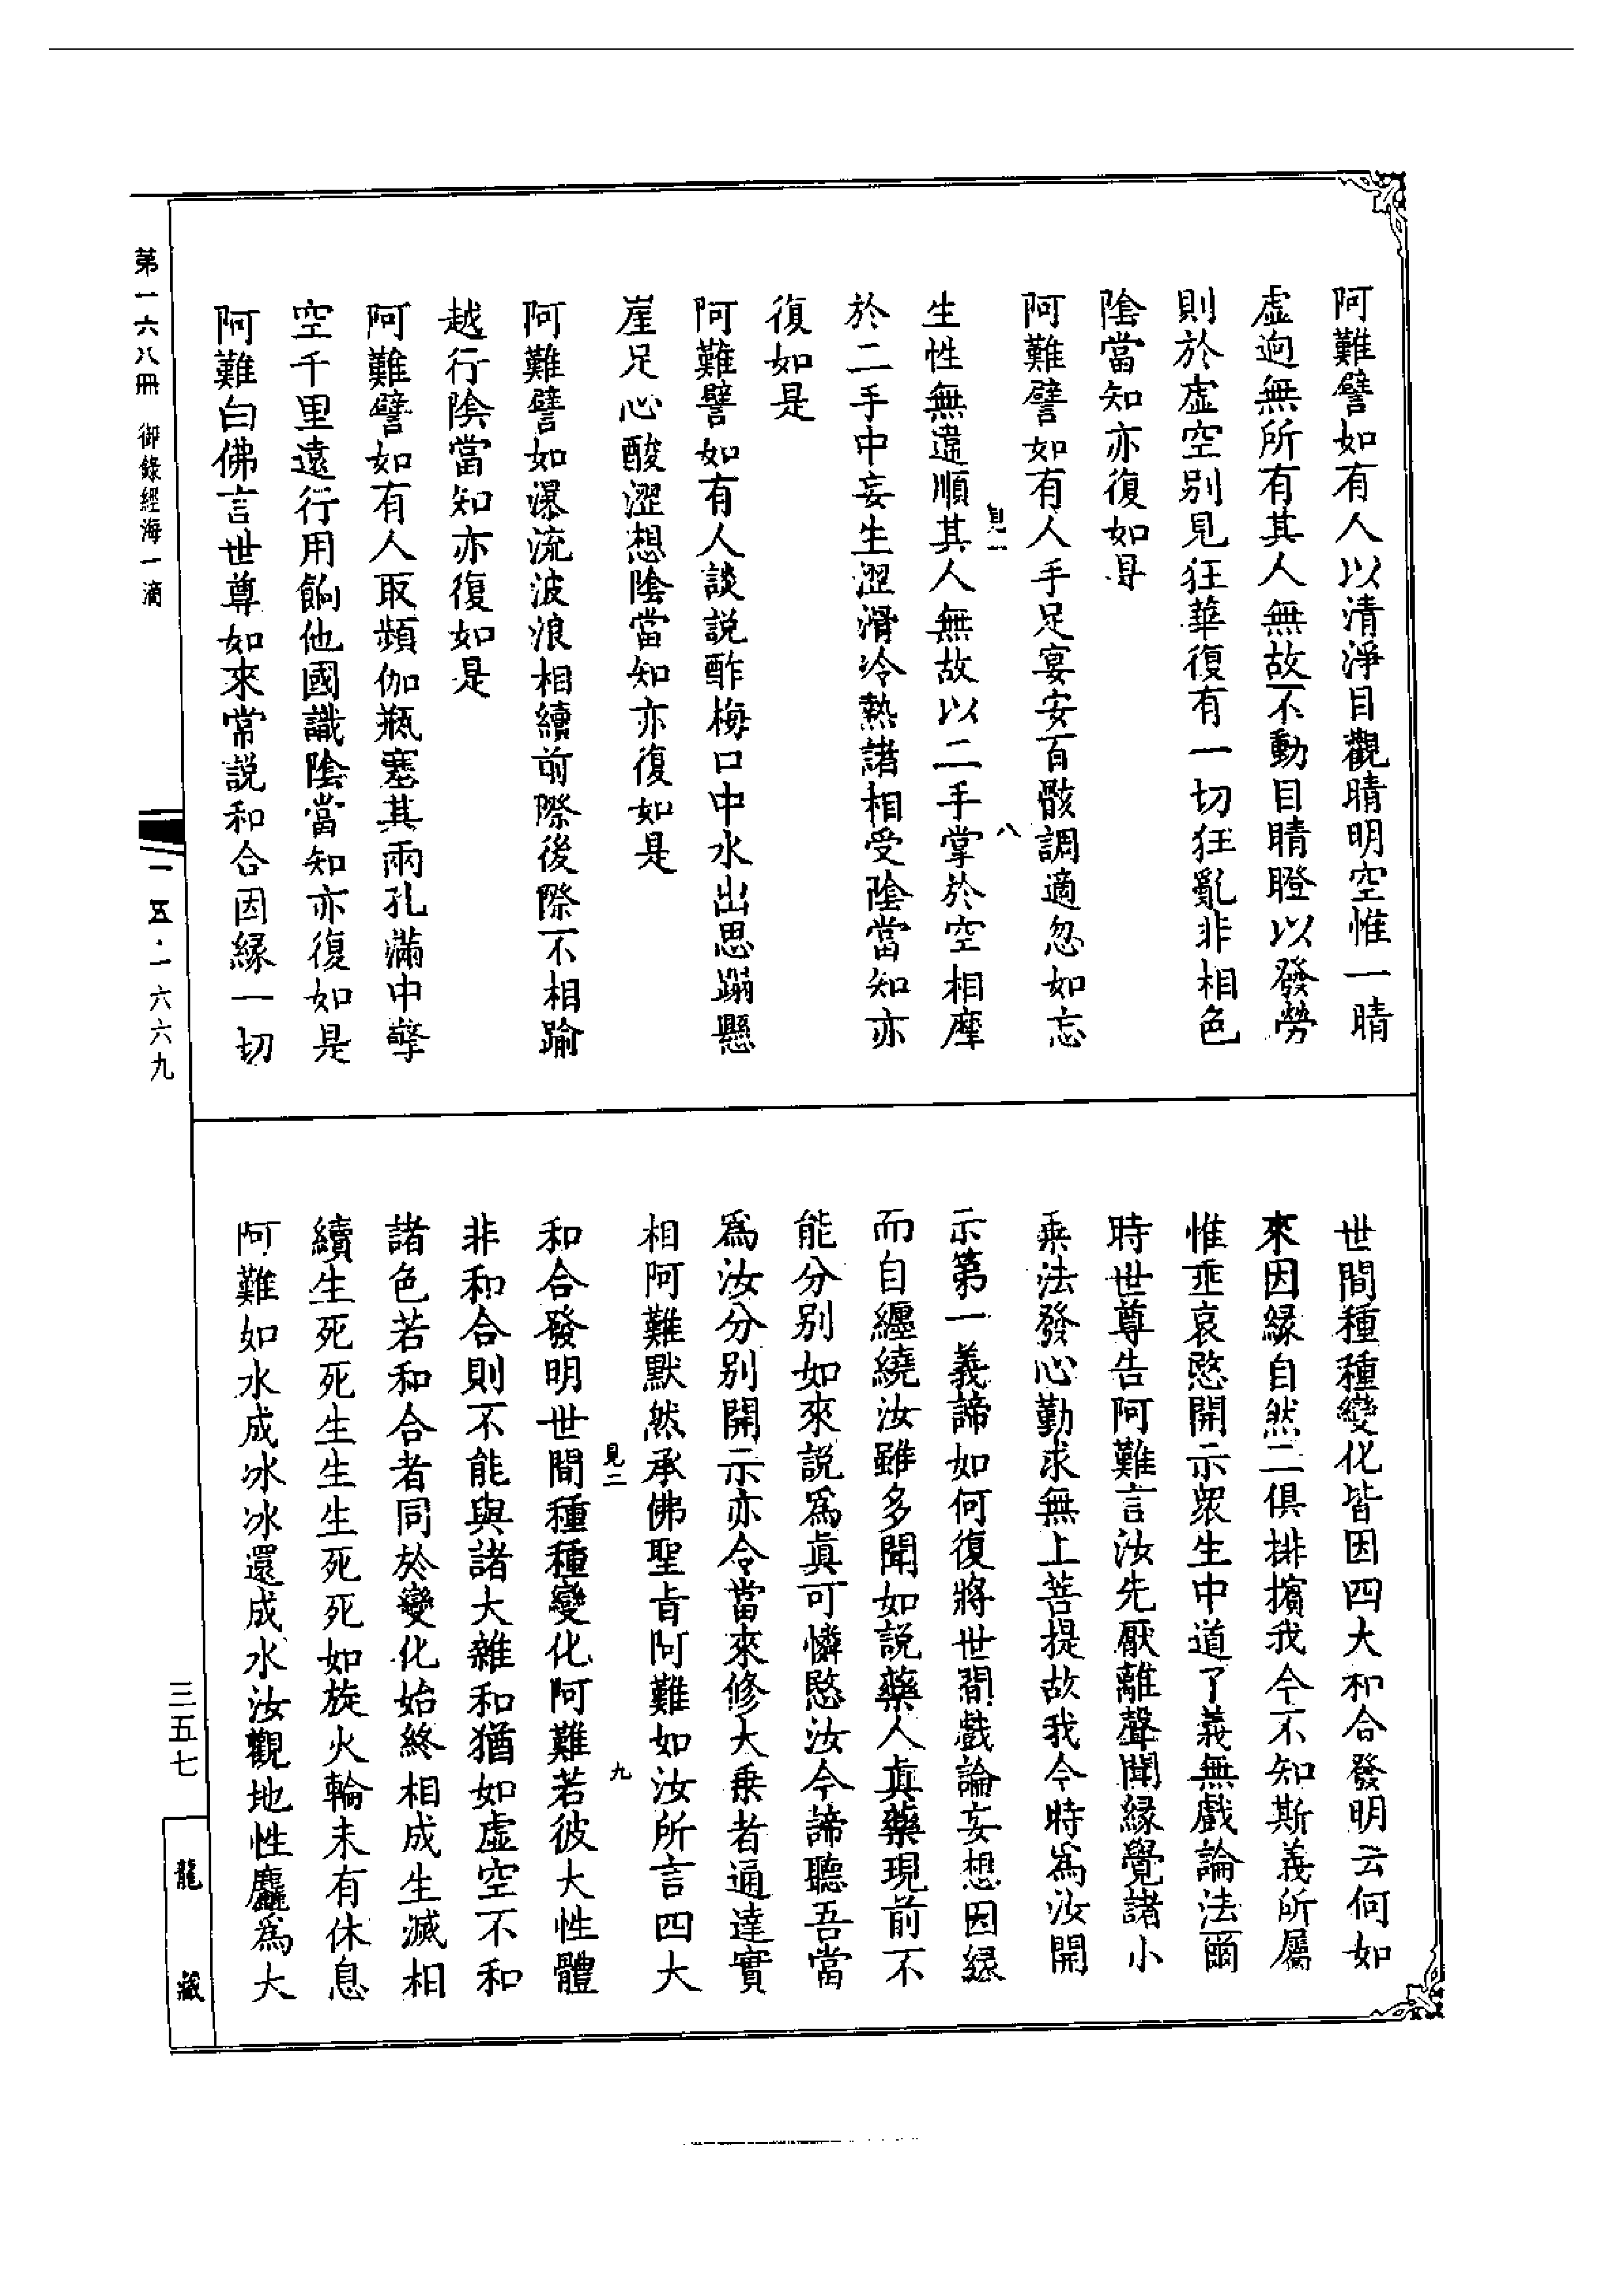 阿難譬如有人以清淨目觀晴明空惟一晴
虛迥無所有其人無故不動目睛瞪以發勞
則於虛空別見狂華復有一切狂亂非相色
陰當知亦復如是
阿難譬如有人手足宴安百骸調適忽如忘
見一
八
生性無違順其人無故以二手掌於空相摩
於二手中妄生澀滑冷熱諸相受陰當知亦
復如是
阿難譬如有人談說酢梅口中水出思蹋懸
崖足心酸澀想陰當知亦復如是
阿難譬如瀑流波浪相續前際後際不相踰
越行陰當知亦復如是
阿難譬如有人取頻伽瓶塞其兩孔滿中擎
空千里遠行用餉他國識陰當知亦復如是
阿難白佛言世尊如來常說和合因緣一切
世間種種變化皆因四大和合發明云何如
來因緣自然二俱排擯我今不知斯義所屬
惟垂哀愍開示眾生中道了義無戲論法爾
時世尊告阿難言汝先厭離聲聞緣覺諸小
乘法發心勤求無上菩提故我今時爲汝開
示第一義諦如何復將世間戲論妄想因緣
而自纏繞汝雖多聞如說藥人真藥現前不
能分別如來說爲眞可憐愍汝今諦聽吾當
爲汝分別開示亦令當來修大乘者通達實
相阿難默然承佛聖旨阿難如汝所言四大
見二
九
和合發明世間種種變化阿難若彼大性體
非和合則不能與諸大雜和猶如虛空不和
諸色若和合者同於變化始終相成生滅相
續生死死生生生死死如旋火輪未有休息
阿難如水成冰冰還成水汝觀地性麤爲大
第一六八冊 御錄經海一滴
一五·一六六九
三五七
龍藏